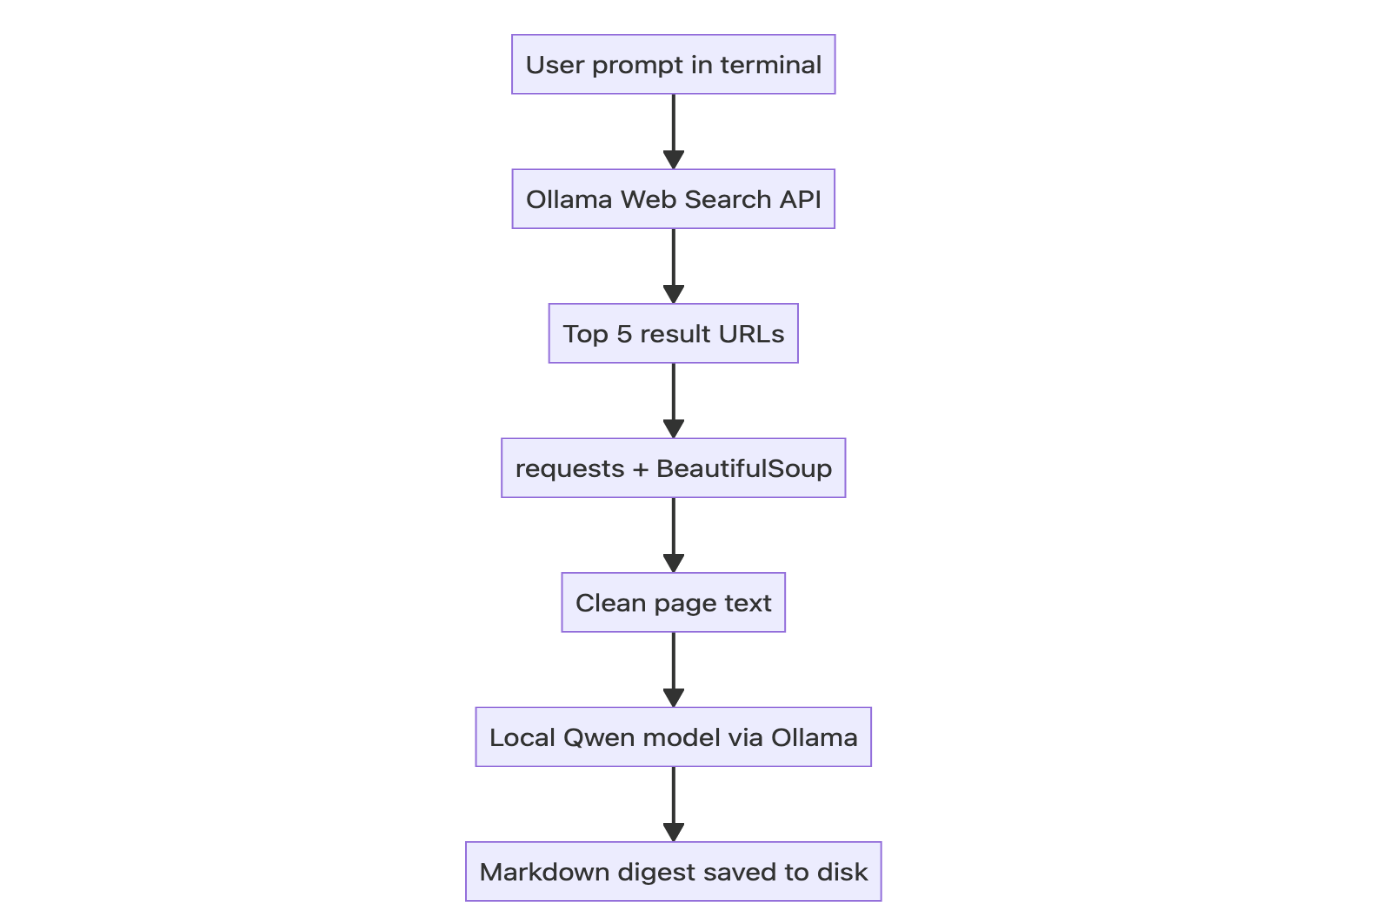 User prompt in terminal
Ollama Web Search API
Top 5 result URLs
requests + BeautifulSoup
Clean page text
Local Qwen model via Ollama
Markdown digest saved to disk